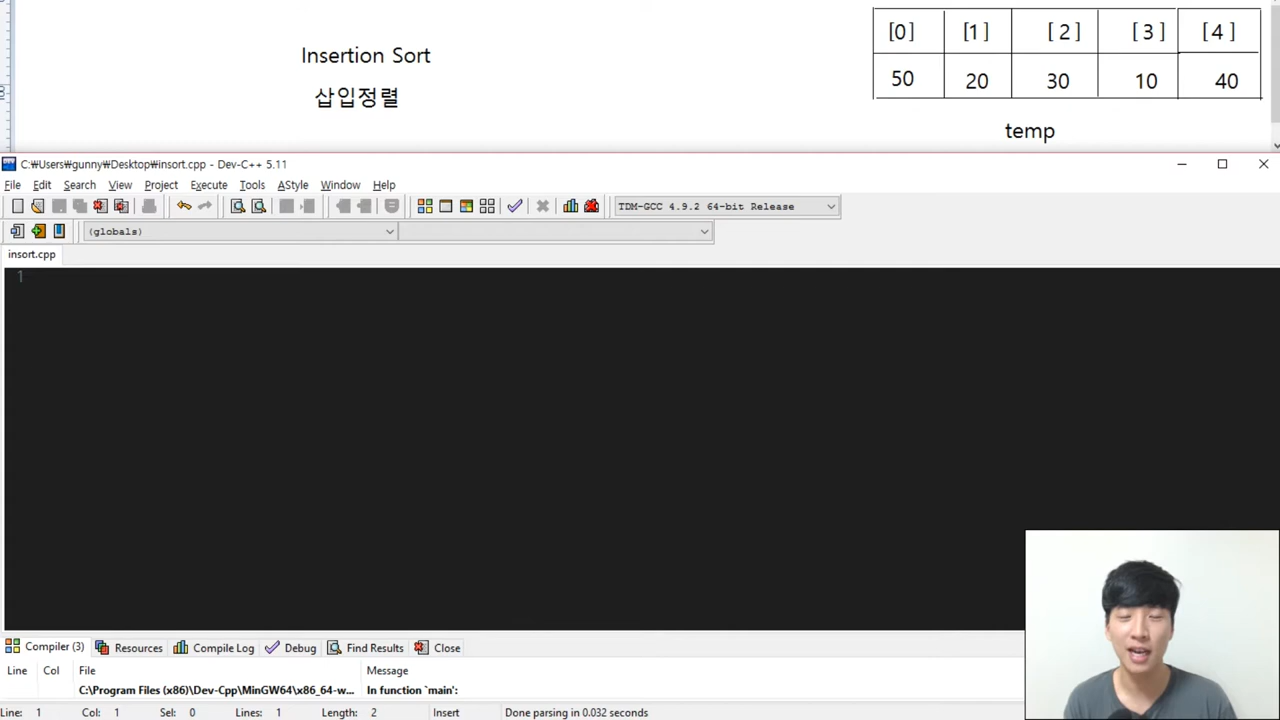 [0] [1] [2] [3] [4]
Insertion Sort
50 20 30 10 40
삽입정렬
temp
C:₩Users₩gunny₩Desktop₩insort.cpp - Dev-C++ 5.11
File Edit Search View Project Execute Tools AStyle Window Help
TDM-GCC 4.9.2 64-bit Release
(globals)
insort.cpp
1
Compiler (3) Resources Compile Log Debug Find Results Close
Line Col File Message
C:\Program Files (x86)\Dev-Cpp\MinGW64\x86_64-w... In function `main':
Line: 1 Col: 1 Sel: 0 Lines: 1 Length: 2 Insert Done parsing in 0.032 seconds